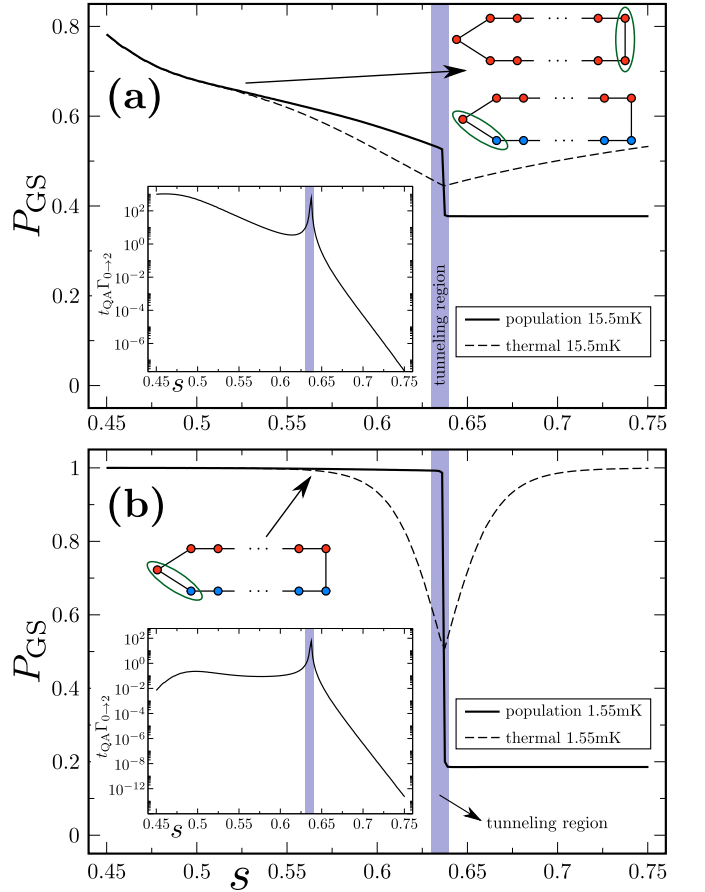 (a)
0.8
0.6
0.4
0.2
0
P_GS
· · ·
· · ·
· · ·
· · ·
10^2
10^0
10^−2
10^−4
10^−6
t_QA Γ_0→2
0.45 0.5 0.55 0.6 0.65 0.7 0.75
s
tunneling region
population 15.5mK
thermal 15.5mK
0.45 0.5 0.55 0.6 0.65 0.7 0.75
(b)
1
0.8
0.6
0.4
0.2
0
P_GS
· · ·
· · ·
10^2
10^0
10^−2
10^−4
10^−6
10^−8
10^−12
t_QA Γ_0→2
0.45 0.5 0.55 0.6 0.65 0.7 0.75
s
population 1.55mK
thermal 1.55mK
tunneling region
0.45 0.5 0.55 0.6 0.65 0.7 0.75
s